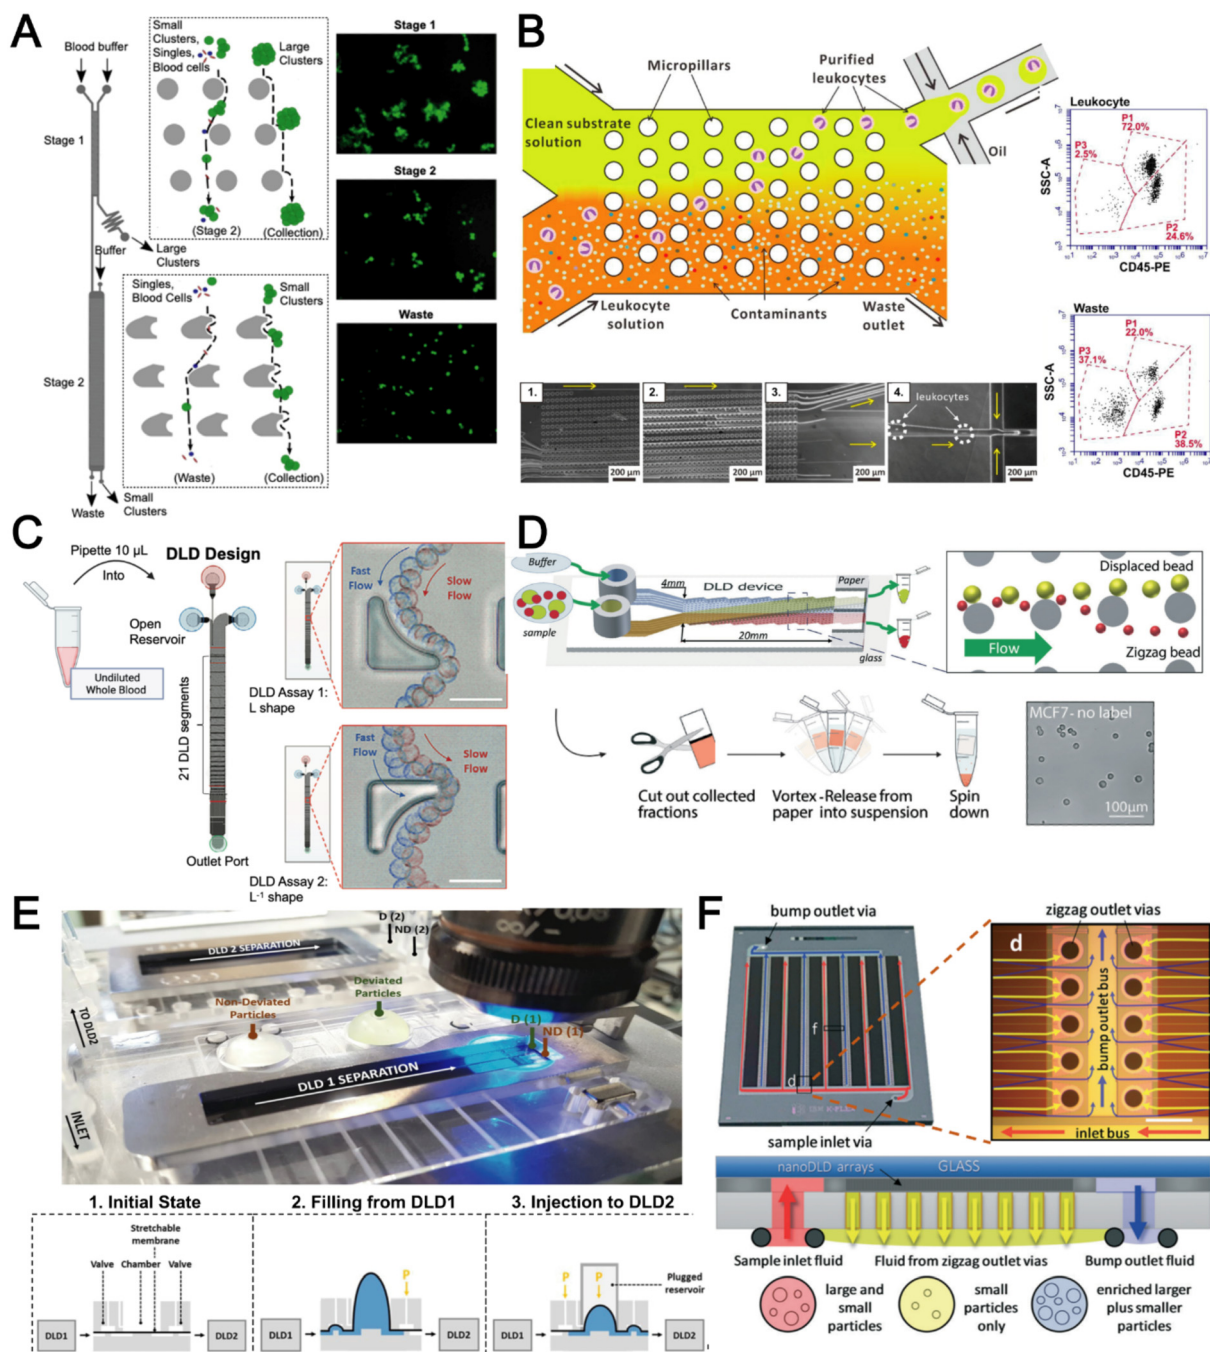 A
Blood buffer
Stage 1
Buffer
Large
Clusters
Stage 2
Waste
Small
Clusters
Small
Clusters,
Singles,
Blood cells
Large
Clusters
(Stage 2)
(Collection)
Singles,
Blood Cells
Small
Clusters
(Waste)
(Collection)
Stage 1
Stage 2
Waste
B
Micropillars
Purified
leukocytes
Clean substrate
solution
Oil
Leukocyte
solution
Contaminants
Waste
outlet
1.
200 µm
2.
200 µm
3.
200 µm
4.
leukocytes
200 µm
Leukocyte
P1
72.0%
P3
2.5%
P2
24.6%
SSC-A
CD45-PE
Waste
P1
22.0%
P3
37.1%
P2
38.5%
SSC-A
CD45-PE
C
Pipette 10 µL
Into
DLD Design
Open
Reservoir
Undiluted
Whole Blood
21 DLD segments
Outlet Port
DLD Assay 1:
L shape
Fast
Flow
Slow
Flow
DLD Assay 2:
L⁻¹ shape
Fast
Flow
Slow
Flow
D
Buffer
sample
4mm
DLD device
Paper
20mm
glass
Displaced bead
Flow
Zigzag bead
Cut out collected
fractions
Vortex -Release from
paper into suspension
Spin
down
MCF7 - no label
100µm
E
D (2)
ND (2)
DLD 2 SEPARATION
TO DLD2
Non-Deviated
Particles
Deviated
Particles
D (1)
ND (1)
DLD 1 SEPARATION
INLET
1. Initial State
Stretchable
membrane
Valve
Chamber
Valve
DLD1
DLD2
2. Filling from DLD1
P
DLD1
DLD2
3. Injection to DLD2
P
P
Plugged
reservoir
DLD1
DLD2
F
bump outlet via
f
d
sample inlet via
zigzag outlet vias
d
bump outlet bus
inlet bus
nanoDLD arrays
GLASS
Sample inlet fluid
Fluid from zigzag outlet vias
Bump outlet fluid
large and
small
particles
small
particles
only
enriched larger
plus smaller
particles